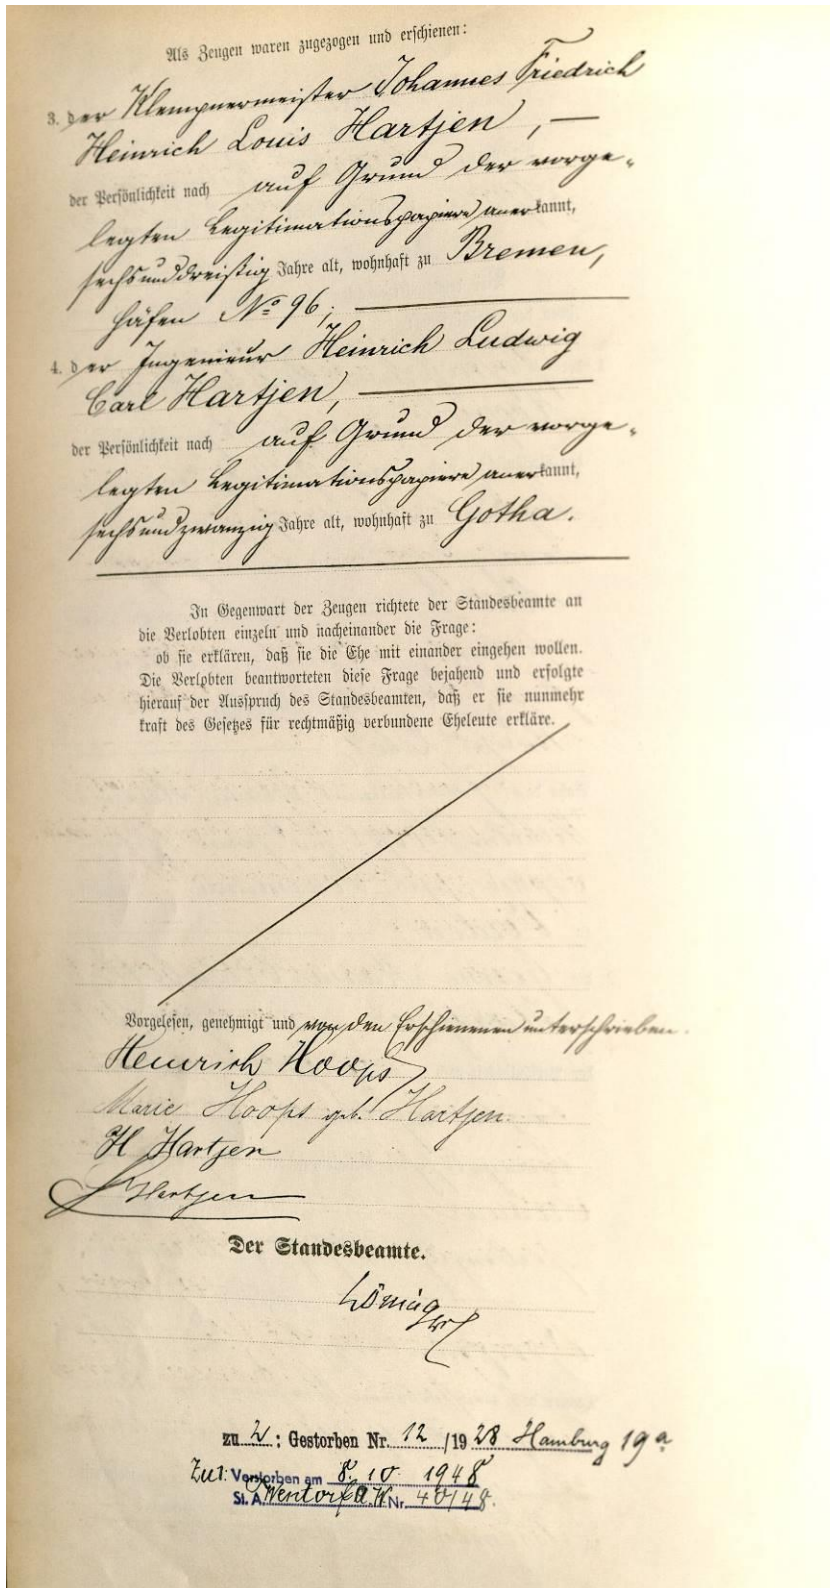 Als Zeugen waren zugezogen und erschienen:
3. der Klempnermeister Johannes Friedrich
Heinrich Louis Hartjen, —
der Persönlichkeit nach auf Grund der vorge-
legten Legitimationspapiere anerkannt,
sechsunddreißig Jahre alt, wohnhaft zu Bremen,
Häfen № 96;
4. der Ingenieur Heinrich Ludwig
Carl Hartjen,
der Persönlichkeit nach auf Grund der vorge-
legten Legitimationspapiere anerkannt,
sechsundzwanzig Jahre alt, wohnhaft zu Gotha.
In Gegenwart der Zeugen richtete der Standesbeamte an
die Verlobten einzeln und nacheinander die Frage:
ob sie erklären, daß sie die Ehe mit einander eingehen wollen.
Die Verlobten beantworteten diese Frage bejahend und erfolgte
hierauf der Ausspruch des Standesbeamten, daß er sie nunmehr
kraft des Gesetzes für rechtmäßig verbundene Eheleute erkläre.
Vorgelesen, genehmigt und von den Erschienenen unterschrieben.
Heinrich Hoops
Marie Hoops geb. Hartjen.
H Hartjen
L Hartjen
Der Standesbeamte.
König
zu 2: Gestorben Nr. 12 /1928 Hamburg 19a
Zu 1: Verstorben am 8. 10. 1948
St. A. Wentorf Nr. 40/48.